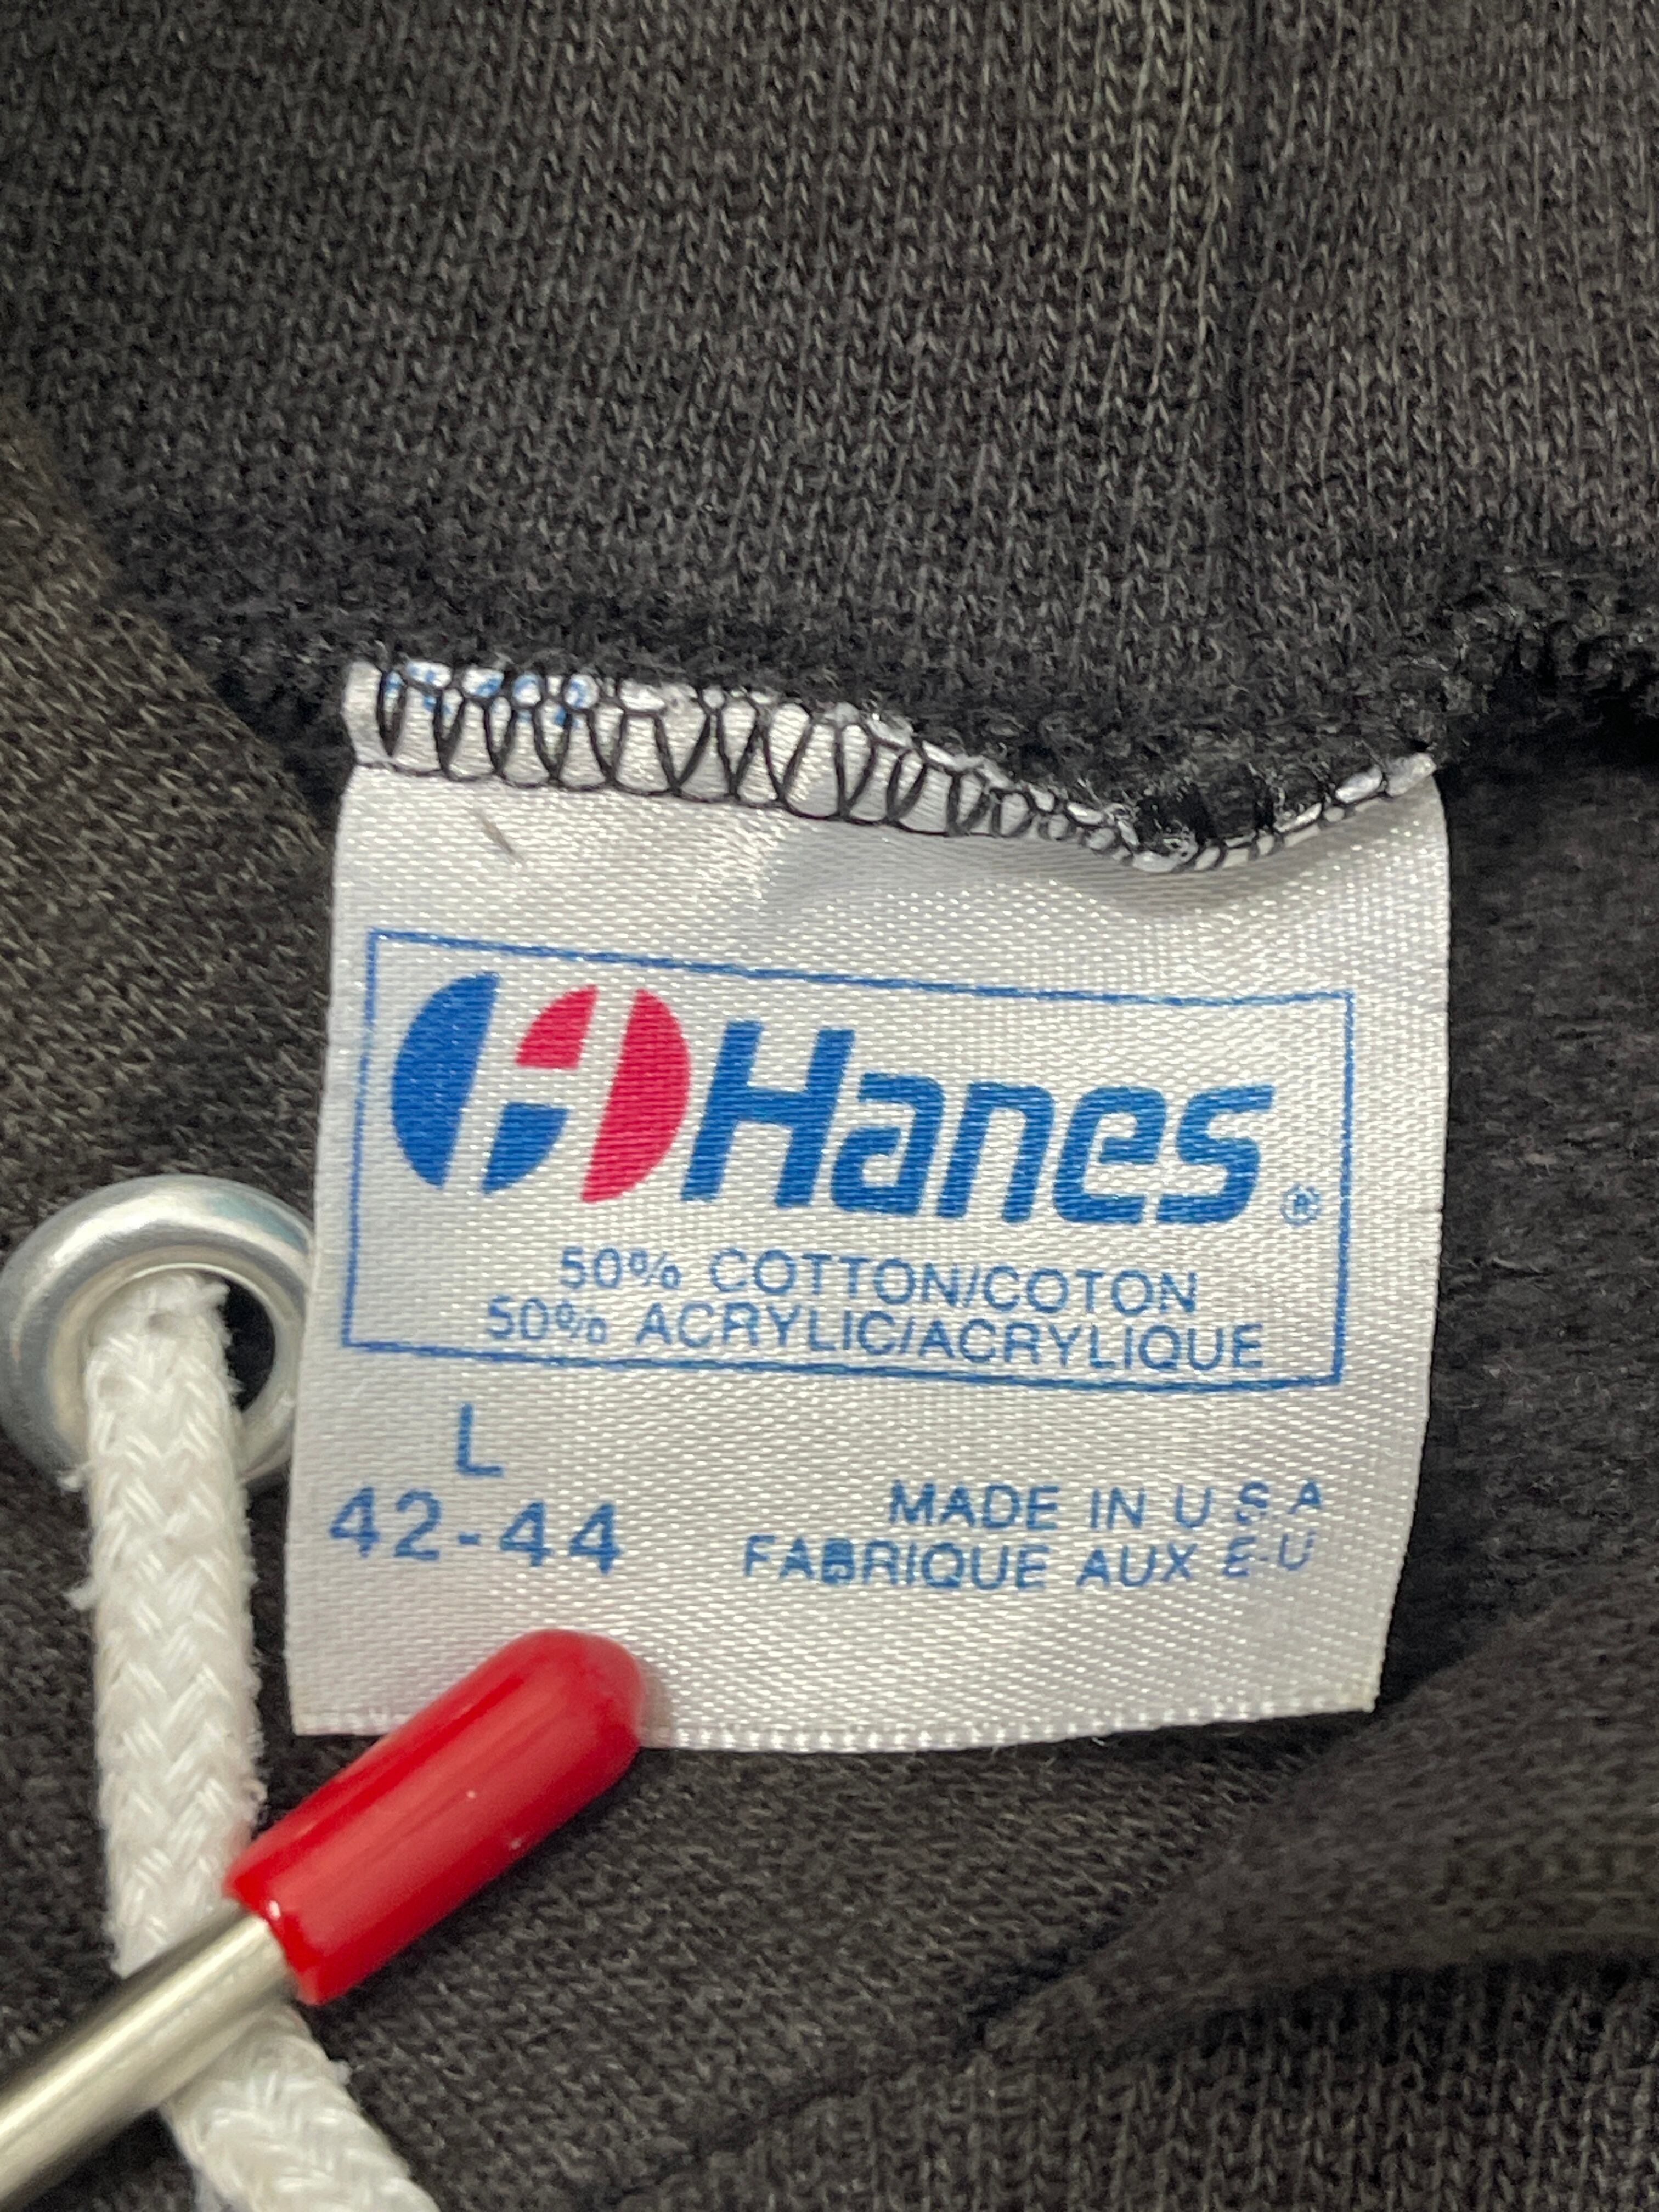 Hanes®
50% COTTON/COTON
50% ACRYLIC/ACRYLIQUE
L
42-44
MADE IN U S A
FABRIQUE AUX E-U